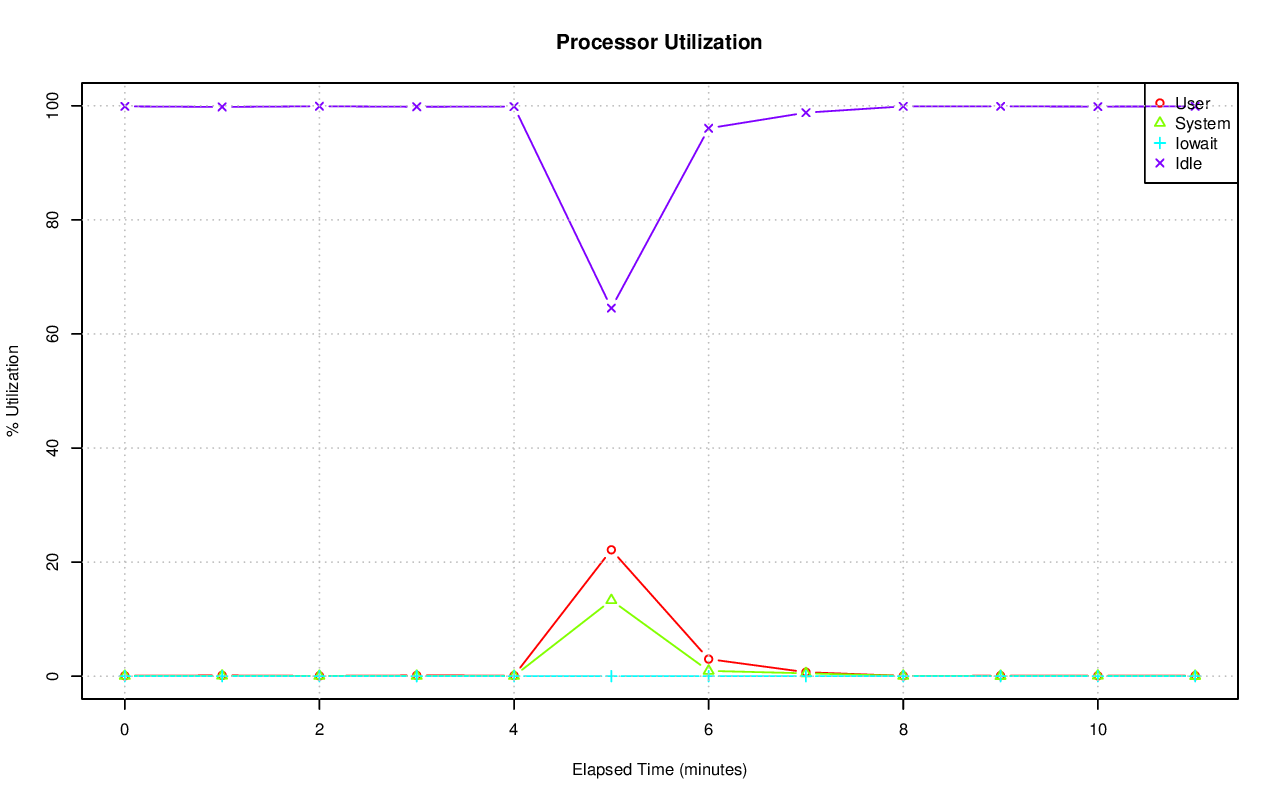 Processor Utilization
100
80
60
40
20
0
% Utilization
User
System
Iowait
Idle
0 2 4 6 8 10
Elapsed Time (minutes)